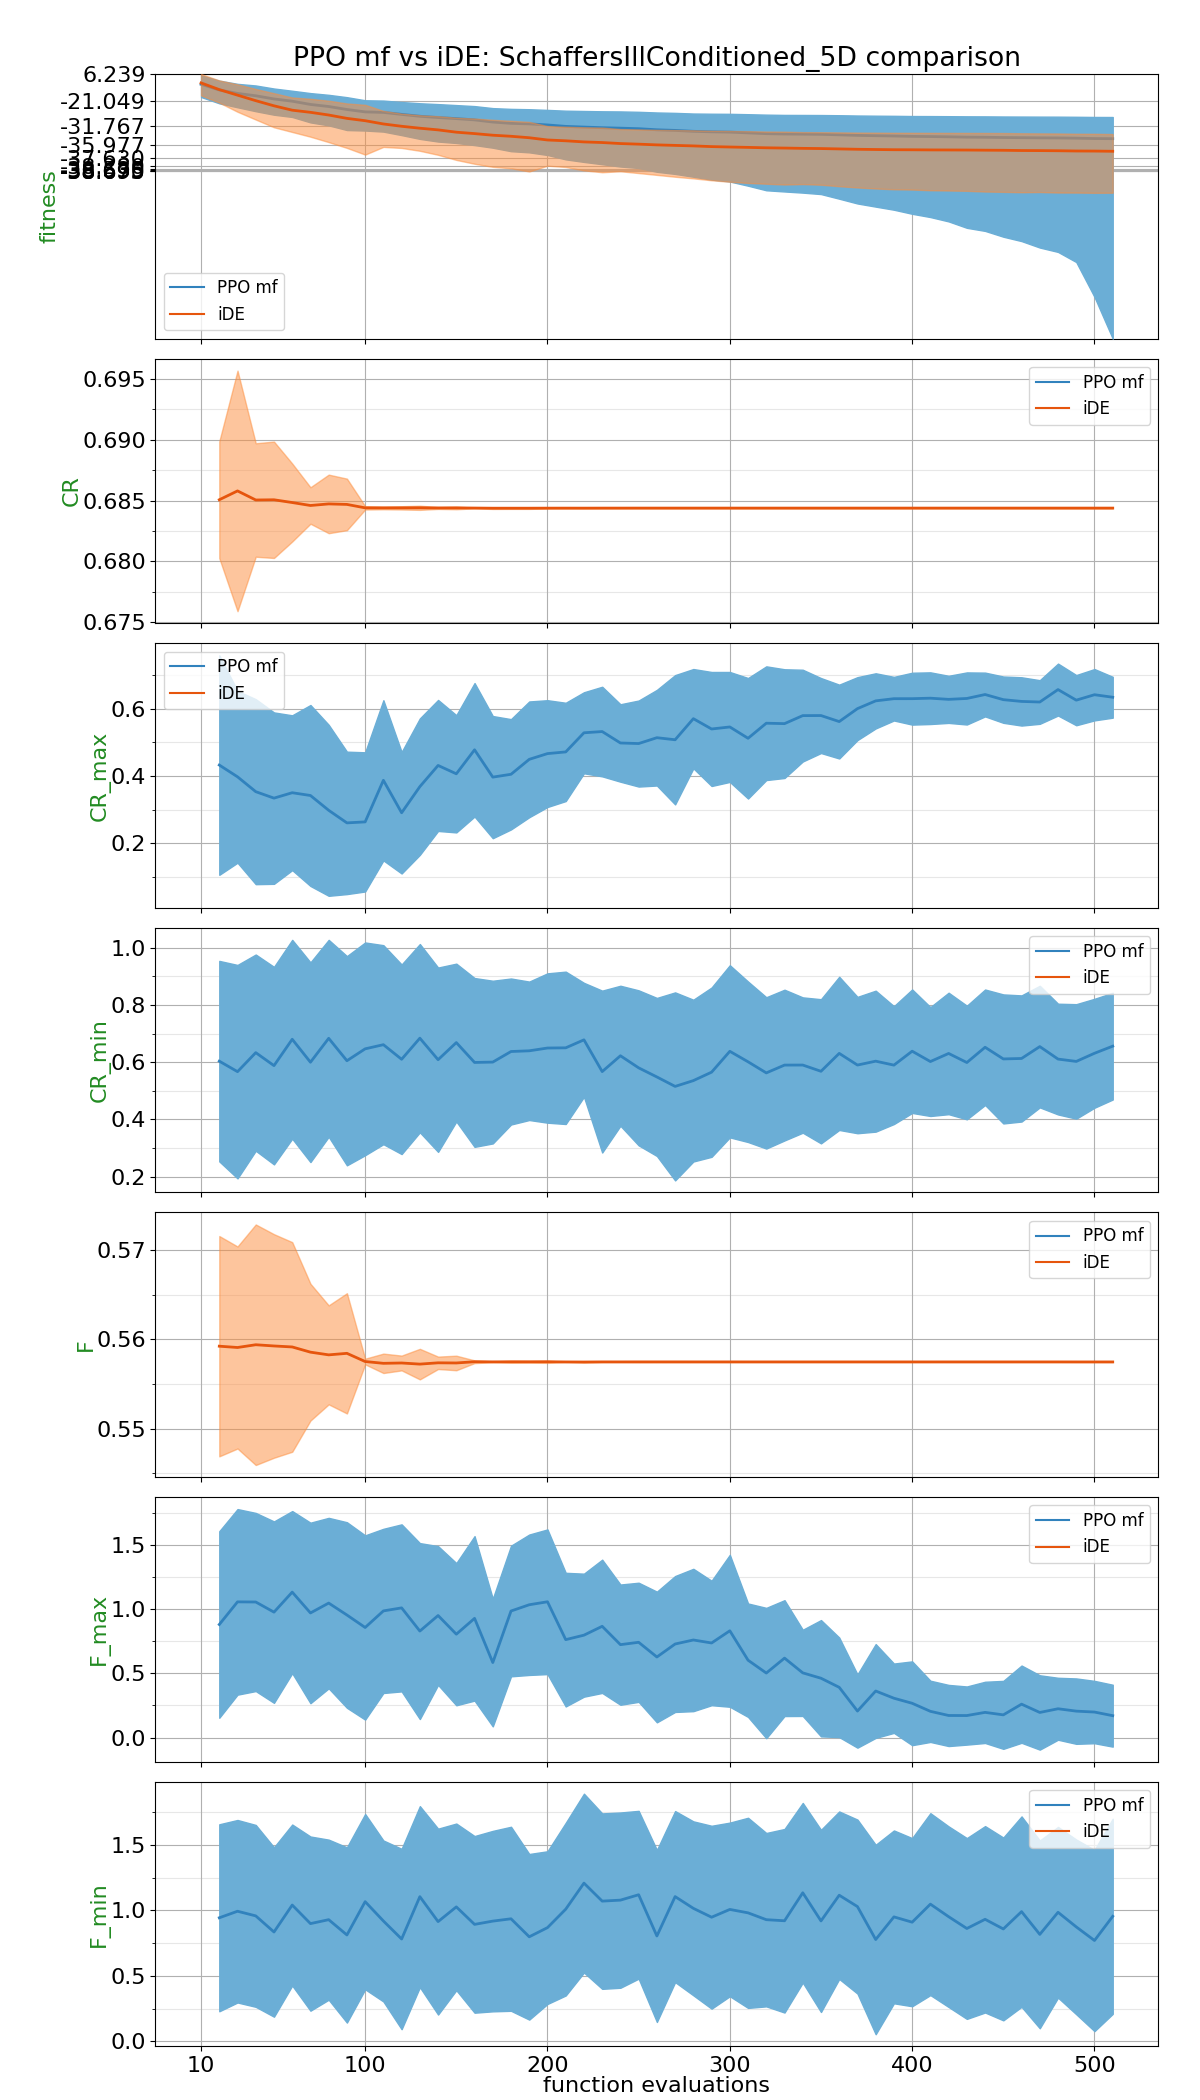 PPO mf vs iDE: SchaffersIllConditioned_5D comparison
6.239
-21.049
-31.767
-35.977
-37.630
fitness
PPO mf
iDE
0.695
0.690
0.685
0.680
0.675
CR
PPO mf
iDE
0.6
0.4
0.2
CR_max
PPO mf
iDE
1.0
0.8
0.6
0.4
0.2
CR_min
PPO mf
iDE
0.57
0.56
0.55
F
PPO mf
iDE
1.5
1.0
0.5
0.0
F_max
PPO mf
iDE
1.5
1.0
0.5
0.0
F_min
PPO mf
iDE
10 100 200 300 400 500
function evaluations